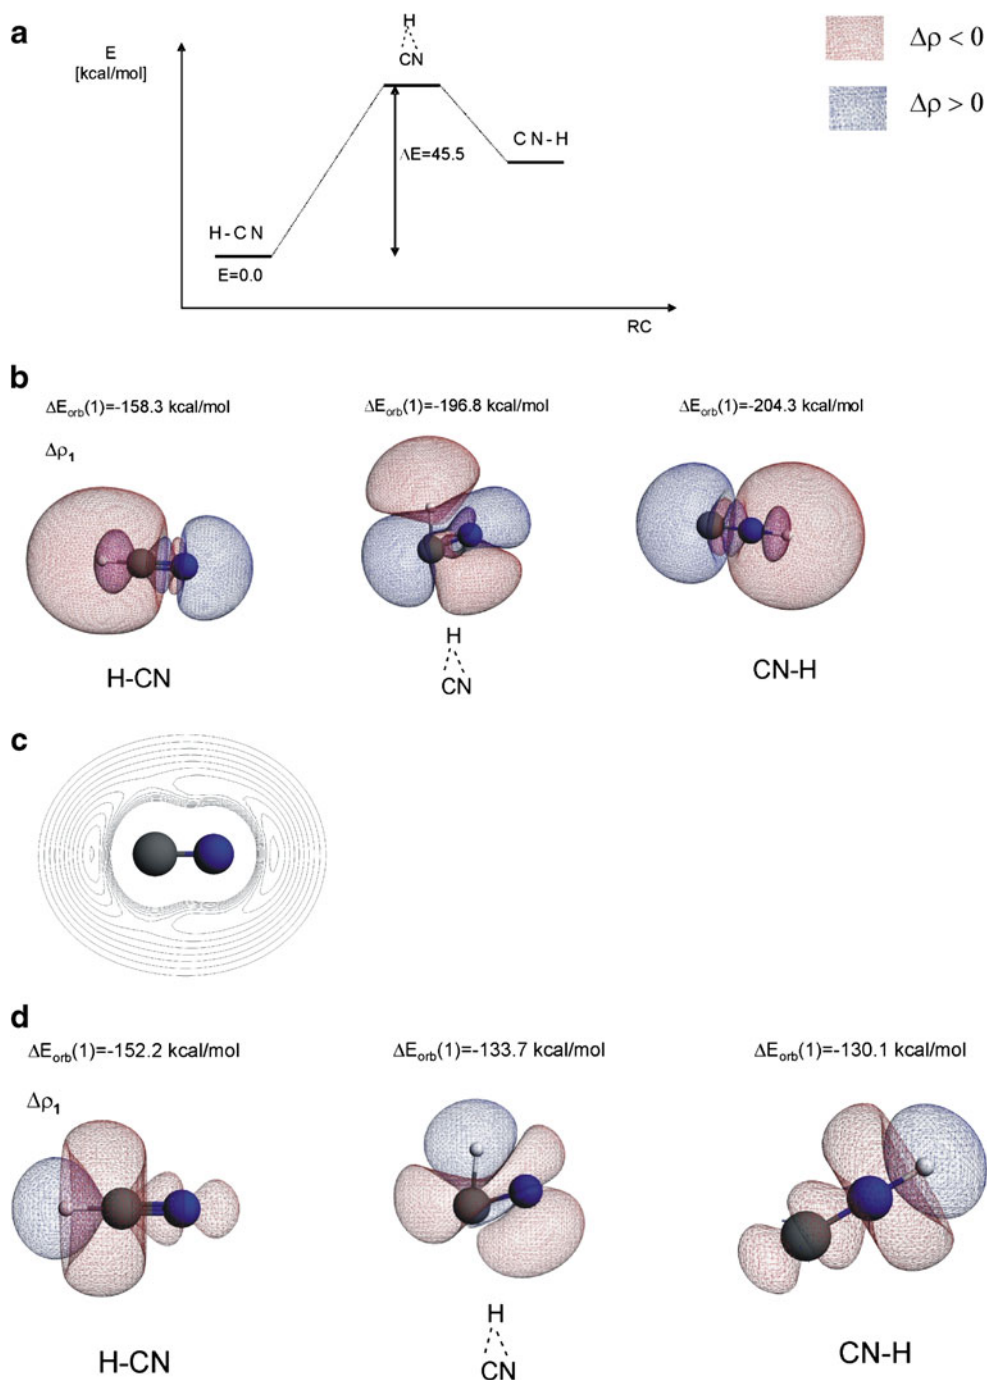 a
E
[kcal/mol]
H
CN
ΔE=45.5
CN-H
H-CN
E=0.0
RC
Δρ < 0
Δρ > 0
b
ΔEorb(1)=-158.3 kcal/mol
ΔEorb(1)=-196.8 kcal/mol
ΔEorb(1)=-204.3 kcal/mol
Δρ1
H-CN
H
CN
CN-H
c
d
ΔEorb(1)=-152.2 kcal/mol
ΔEorb(1)=-133.7 kcal/mol
ΔEorb(1)=-130.1 kcal/mol
Δρ1
H-CN
H
CN
CN-H